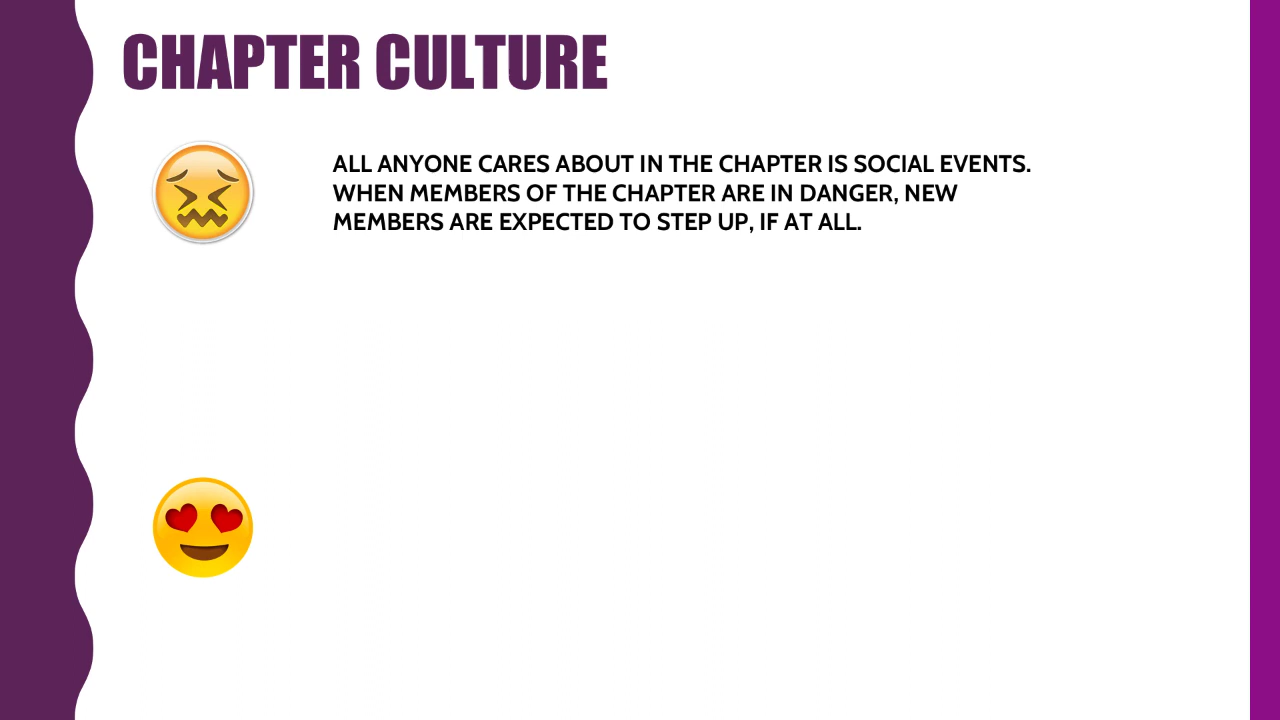 CHAPTER CULTURE
ALL ANYONE CARES ABOUT IN THE CHAPTER IS SOCIAL EVENTS.
WHEN MEMBERS OF THE CHAPTER ARE IN DANGER, NEW
MEMBERS ARE EXPECTED TO STEP UP, IF AT ALL.